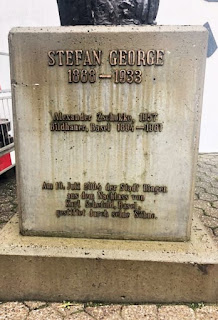 STEFAN GEORGE
1868 – 1933
Alexander Zschokke, 1957
Bildhauer, Basel 1894–1981
Am 10. Juli 2004 der Stadt Bingen
aus dem Nachlass von
Karl Schefold, Basel,
gestiftet durch seine Söhne.